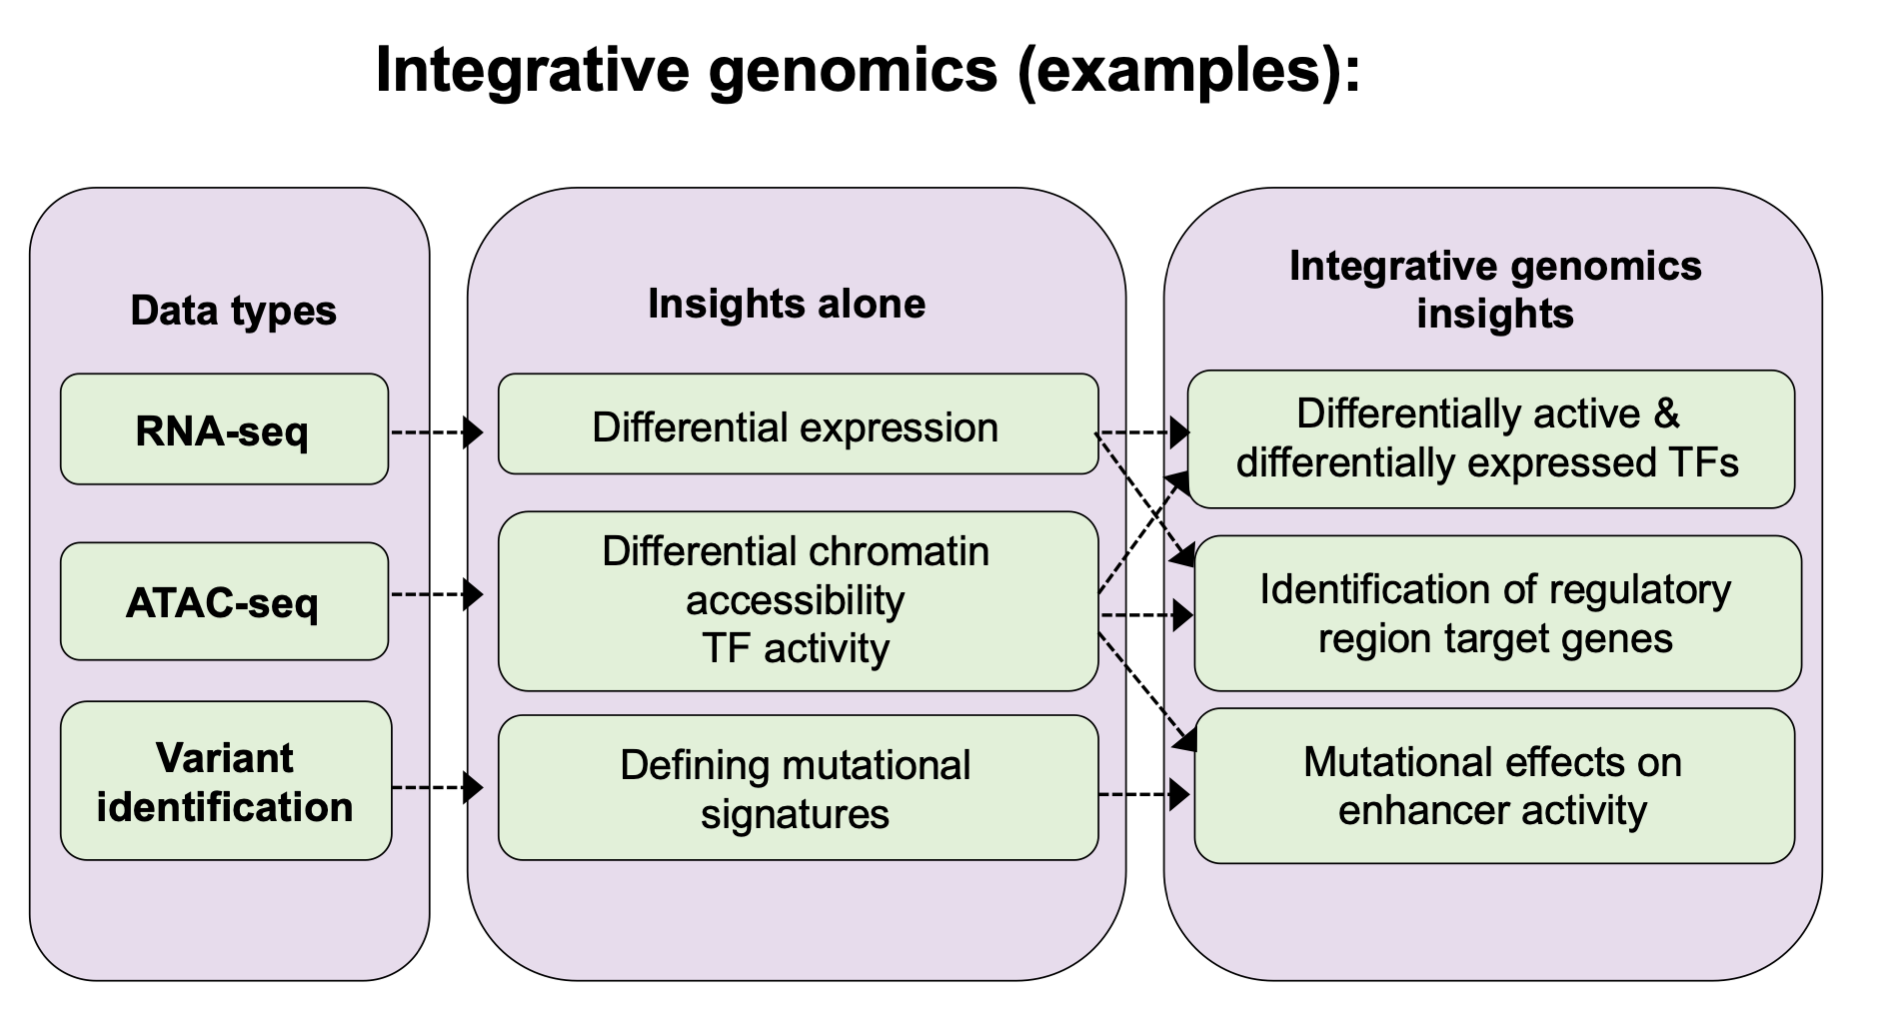 Integrative genomics (examples):
Data types
RNA-seq
ATAC-seq
Variant
identification
Insights alone
Differential expression
Differential chromatin
accessibility
TF activity
Defining mutational
signatures
Integrative genomics
insights
Differentially active &
differentially expressed TFs
Identification of regulatory
region target genes
Mutational effects on
enhancer activity